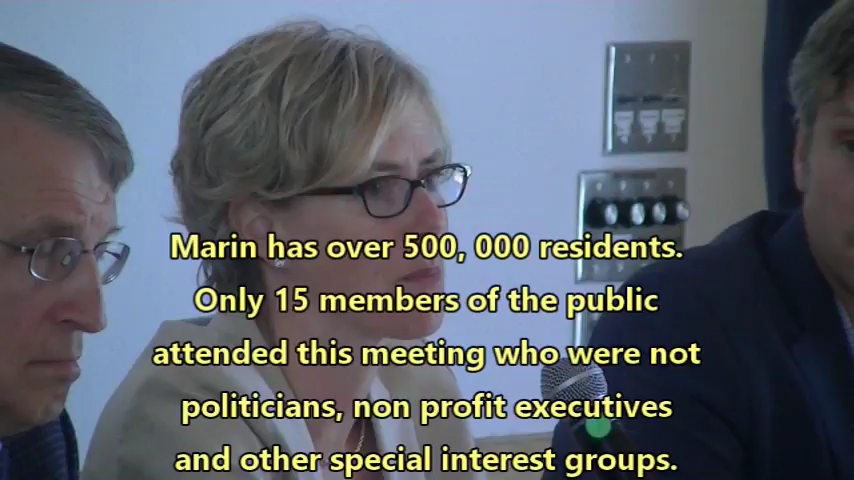 Marin has over 500, 000 residents.
Only 15 members of the public
attended this meeting who were not
politicians, non profit executives
and other special interest groups.